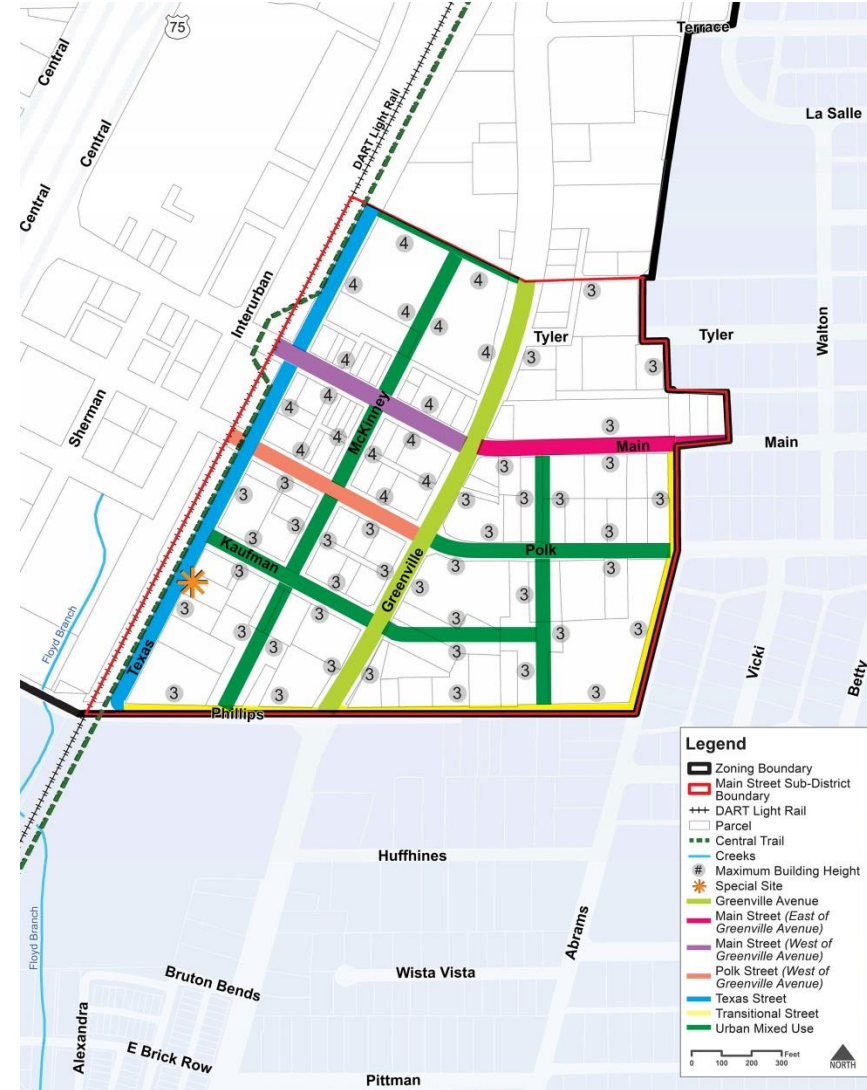 75
Terrace
Central
La Salle
Central
DART Light Rail
Central
4
4
4
3
Interurban
4
4
4
Tyler
Tyler
Walton
4
3
3
4
Sherman
4
4
McKinney
4
3
Main
Main
4
4
3
3
4
4
3
4
4
3
3
3
3
3
3
3
3
3
3
3
Kaufman
3
3
Polk
3
3
3
3
3
Greenville
3
3
Floyd Branch
3
3
3
3
3
Texas
3
3
3
3
Vicki
Betty
3
3
3
3
3
Phillips
Legend
Zoning Boundary
Main Street Sub-District
Boundary
DART Light Rail
Parcel
Central Trail
Creeks
# Maximum Building Height
Special Site
Greenville Avenue
Main Street (East of
Greenville Avenue)
Main Street (West of
Greenville Avenue)
Polk Street (West of
Greenville Avenue)
Texas Street
Transitional Street
Urban Mixed Use
0 100 200 300 Feet
NORTH
Huffhines
Abrams
Floyd Branch
Bruton Bends
Wista Vista
Alexandra
E Brick Row
Pittman